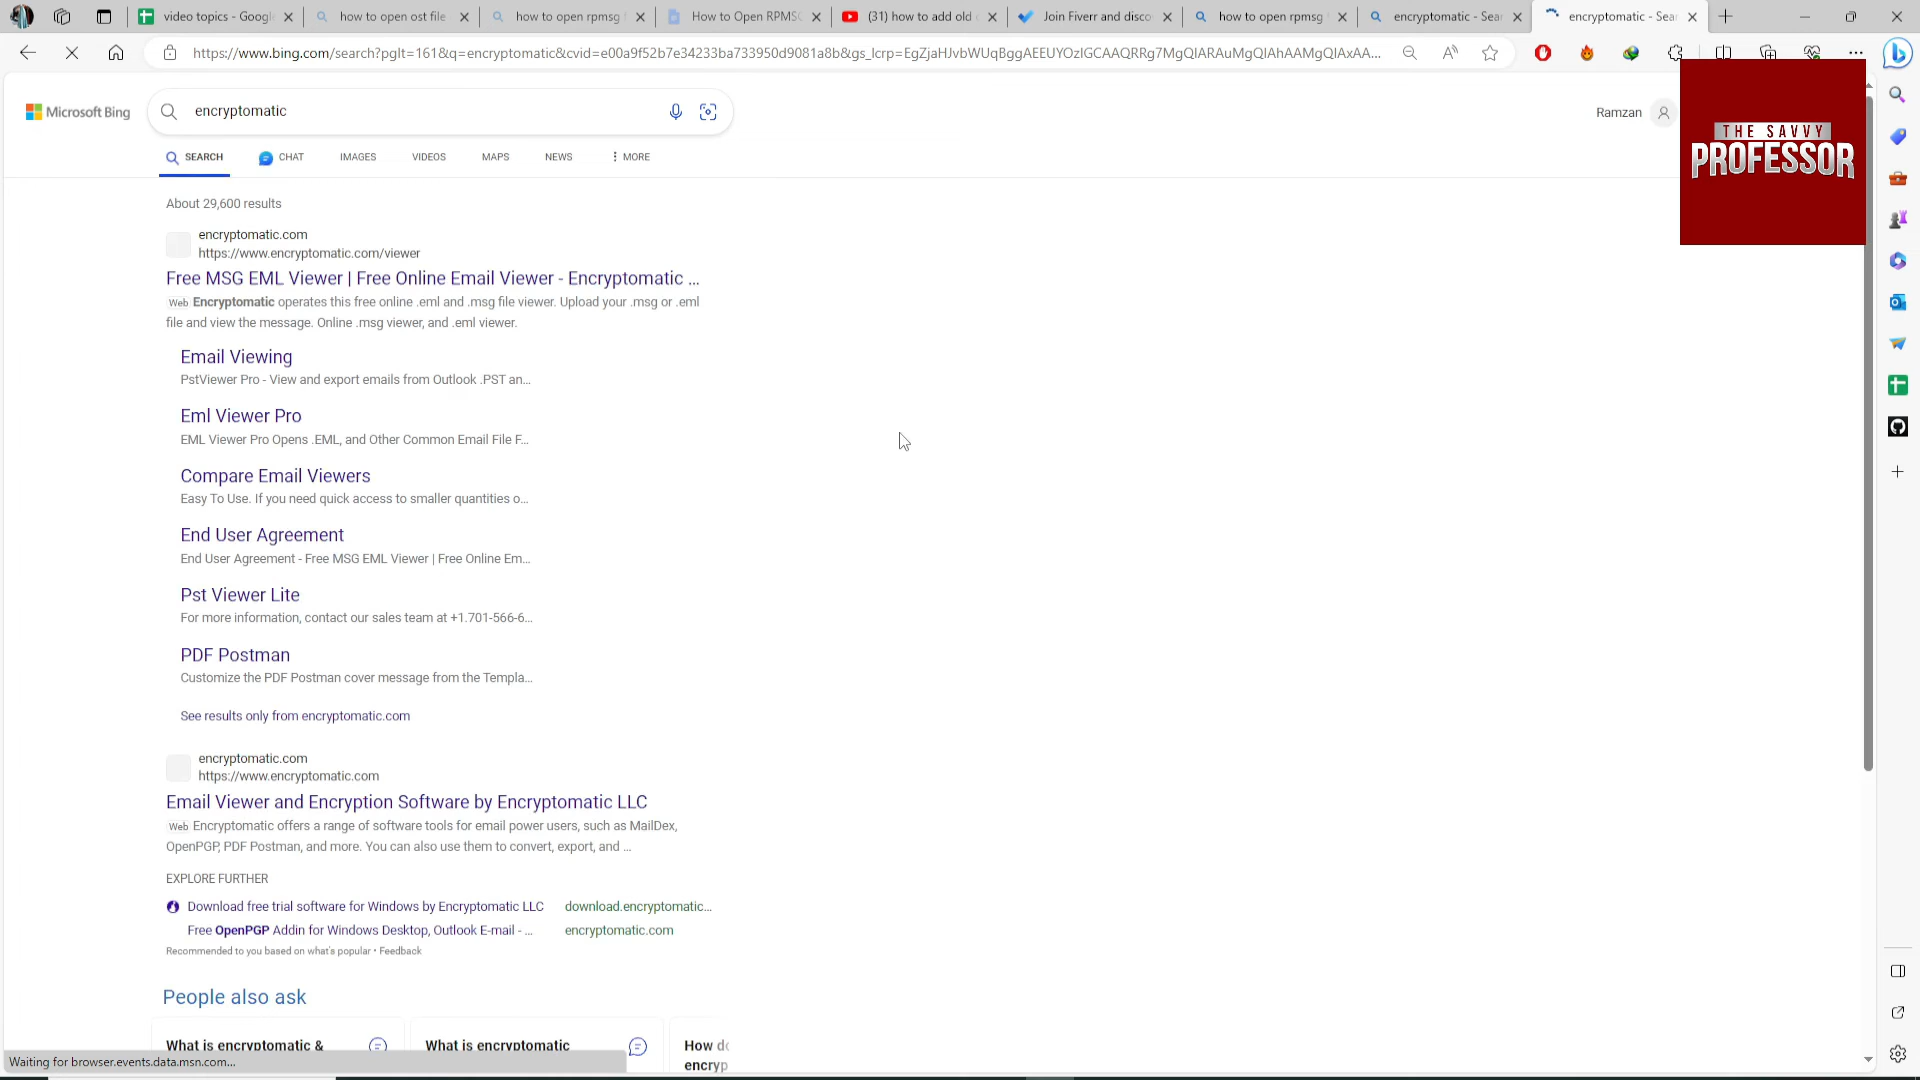 video topics - Googl
how to open ost file
how to open rpmsg f
How to Open RPMSG
(31) how to add old
Join Fiverr and disco
how to open rpmsg
encryptomatic - Sear
encryptomatic - Sear
https://www.bing.com/search?pglt=161&q=encryptomatic&cvid=e00a9f52b7e34233ba733950d9081a8b&gs_lcrp=EgZjaHJvbWUqBggAEEUYOzIGCAAQRRg7MgQIARAuMgQIAhAAMgQIAxAA...
Microsoft Bing
encryptomatic
Ramzan
THE SAVVY
PROFESSOR
SEARCH
CHAT
IMAGES
VIDEOS
MAPS
NEWS
MORE
About 29,600 results
encryptomatic.com
https://www.encryptomatic.com/viewer
Free MSG EML Viewer | Free Online Email Viewer - Encryptomatic ...
Web Encryptomatic operates this free online .eml and .msg file viewer. Upload your .msg or .eml
file and view the message. Online .msg viewer, and .eml viewer.
Email Viewing
PstViewer Pro - View and export emails from Outlook .PST an...
Eml Viewer Pro
EML Viewer Pro Opens .EML, and Other Common Email File F...
Compare Email Viewers
Easy To Use. If you need quick access to smaller quantities o...
End User Agreement
End User Agreement - Free MSG EML Viewer | Free Online Em...
Pst Viewer Lite
For more information, contact our sales team at +1.701-566-6...
PDF Postman
Customize the PDF Postman cover message from the Templa...
See results only from encryptomatic.com
encryptomatic.com
https://www.encryptomatic.com
Email Viewer and Encryption Software by Encryptomatic LLC
Web Encryptomatic offers a range of software tools for email power users, such as MailDex,
OpenPGP, PDF Postman, and more. You can also use them to convert, export, and ...
EXPLORE FURTHER
Download free trial software for Windows by Encryptomatic LLC download.encryptomatic...
Free OpenPGP Addin for Windows Desktop, Outlook E-mail - ... encryptomatic.com
Recommended to you based on what's popular • Feedback
People also ask
What is encryptomatic &
What is encryptomatic
How do
encryp
Waiting for browser.events.data.msn.com...